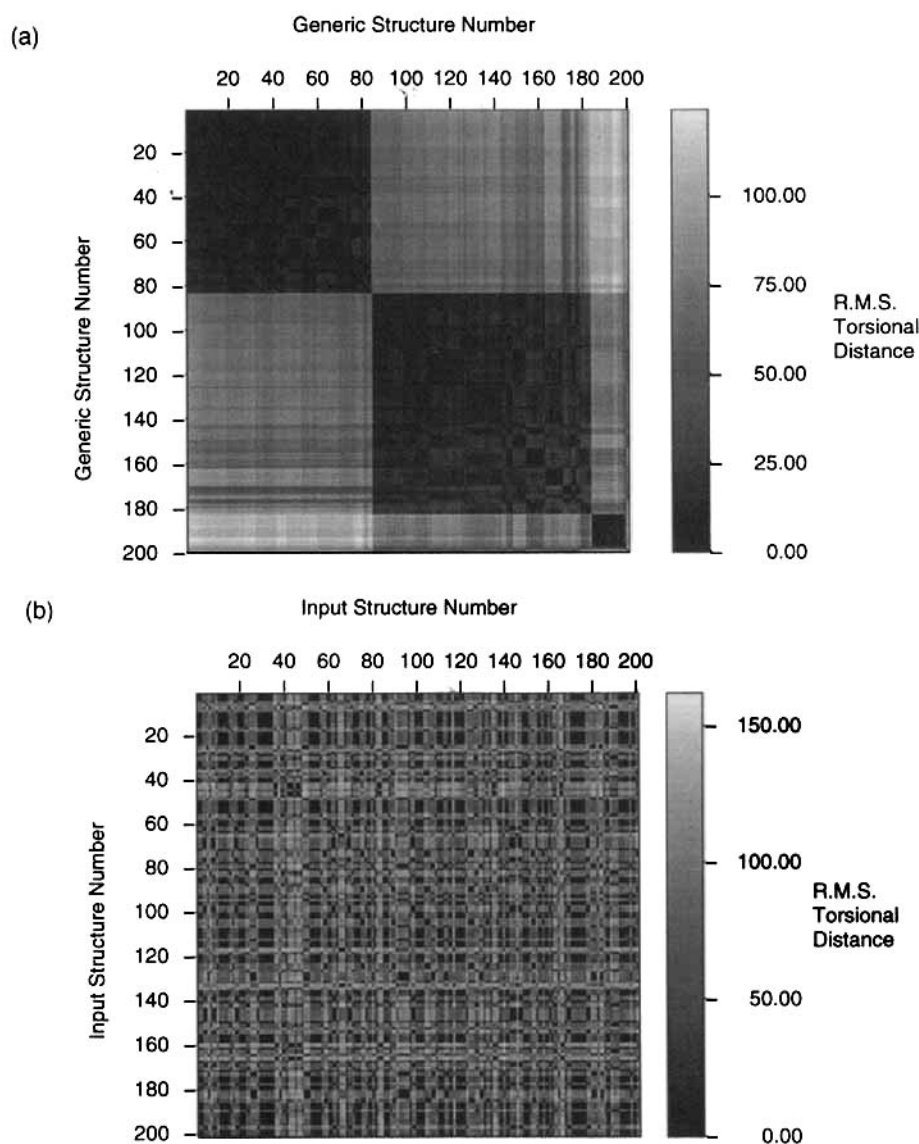 (a)
Generic Structure Number
20 40 60 80 100 120 140 160 180 200
Generic Structure Number
20
40
60
80
100
120
140
160
180
200
100.00
75.00
50.00
25.00
0.00
R.M.S.
Torsional
Distance
(b)
Input Structure Number
20 40 60 80 100 120 140 160 180 200
Input Structure Number
20
40
60
80
100
120
140
160
180
200
150.00
100.00
50.00
0.00
R.M.S.
Torsional
Distance